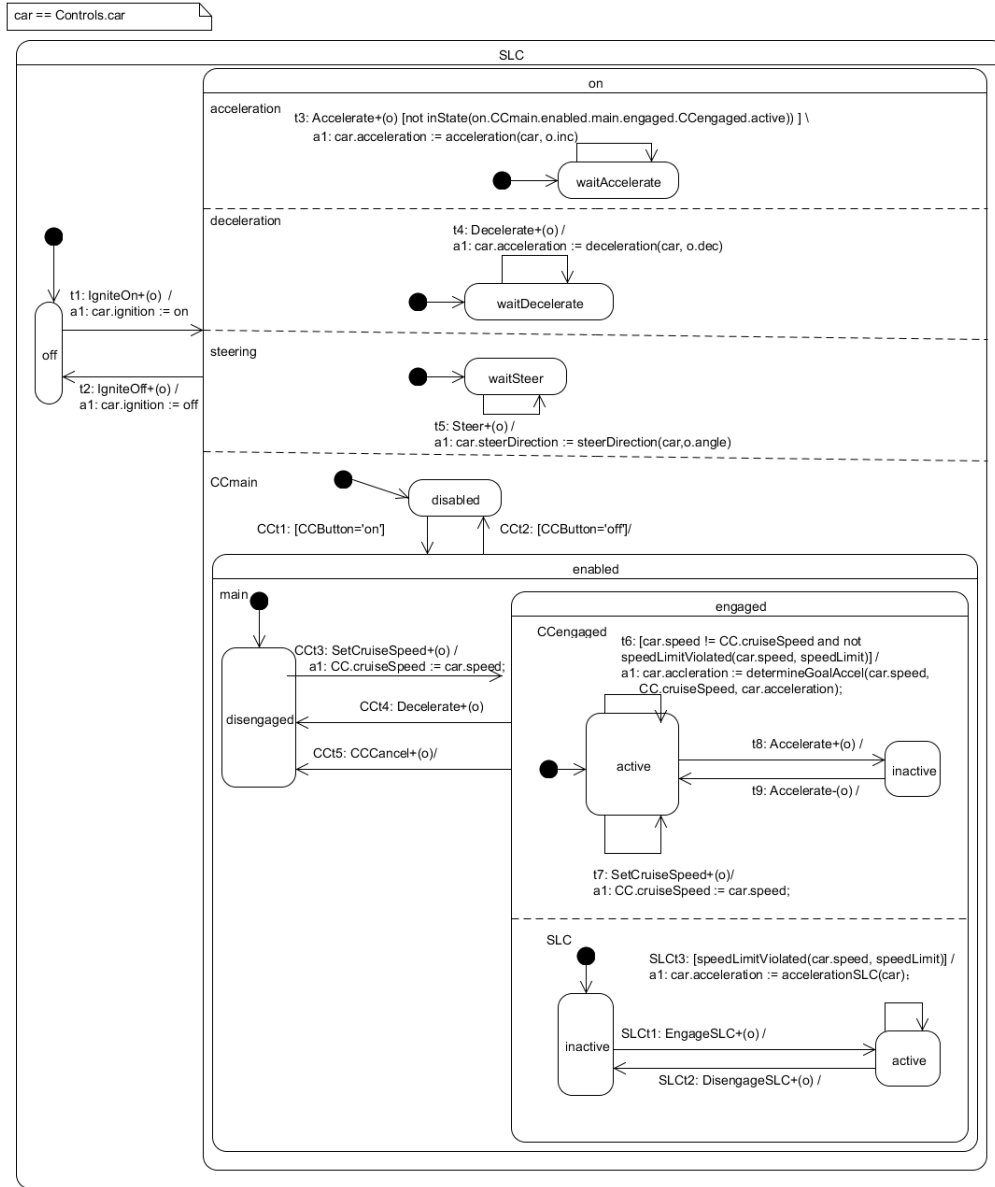 car == Controls.car
SLC
on
acceleration
t3: Accelerate+(o) [not inState(on.CCmain.enabled.main.engaged.CCengaged.active)) ] \
a1: car.acceleration := acceleration(car, o.inc)
waitAccelerate
deceleration
t4: Decelerate+(o) /
a1: car.acceleration := deceleration(car, o.dec)
waitDecelerate
t1: IgniteOn+(o) /
a1: car.ignition := on
off
t2: IgniteOff+(o) /
a1: car.ignition := off
steering
waitSteer
t5: Steer+(o) /
a1: car.steerDirection := steerDirection(car,o.angle)
CCmain
disabled
CCt1: [CCButton='on']
CCt2: [CCButton='off']/
enabled
main
engaged
CCengaged
t6: [car.speed != CC.cruiseSpeed and not
speedLimitViolated(car.speed, speedLimit)] /
a1: car.accleration := determineGoalAccel(car.speed,
CC.cruiseSpeed, car.acceleration);
CCt3: SetCruiseSpeed+(o) /
a1: CC.cruiseSpeed := car.speed;
CCt4: Decelerate+(o)
disengaged
CCt5: CCCancel+(o)/
active
t8: Accelerate+(o) /
inactive
t9: Accelerate-(o) /
t7: SetCruiseSpeed+(o)/
a1: CC.cruiseSpeed := car.speed;
SLC
SLCt3: [speedLimitViolated(car.speed, speedLimit)] /
a1: car.acceleration := accelerationSLC(car);
inactive
SLCt1: EngageSLC+(o) /
active
SLCt2: DisengageSLC+(o) /